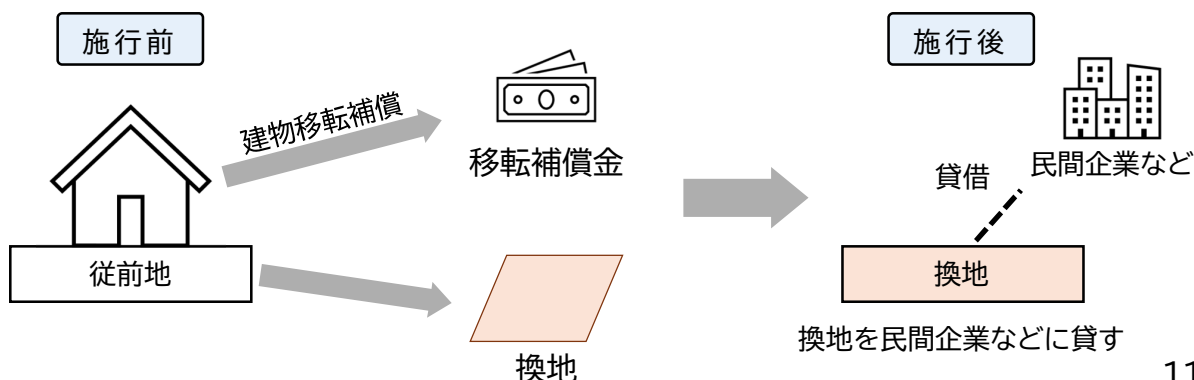 施行前
建物移転補償
移転補償金
従前地
換地
施行後
民間企業など
貸借
換地
換地を民間企業などに貸す
11